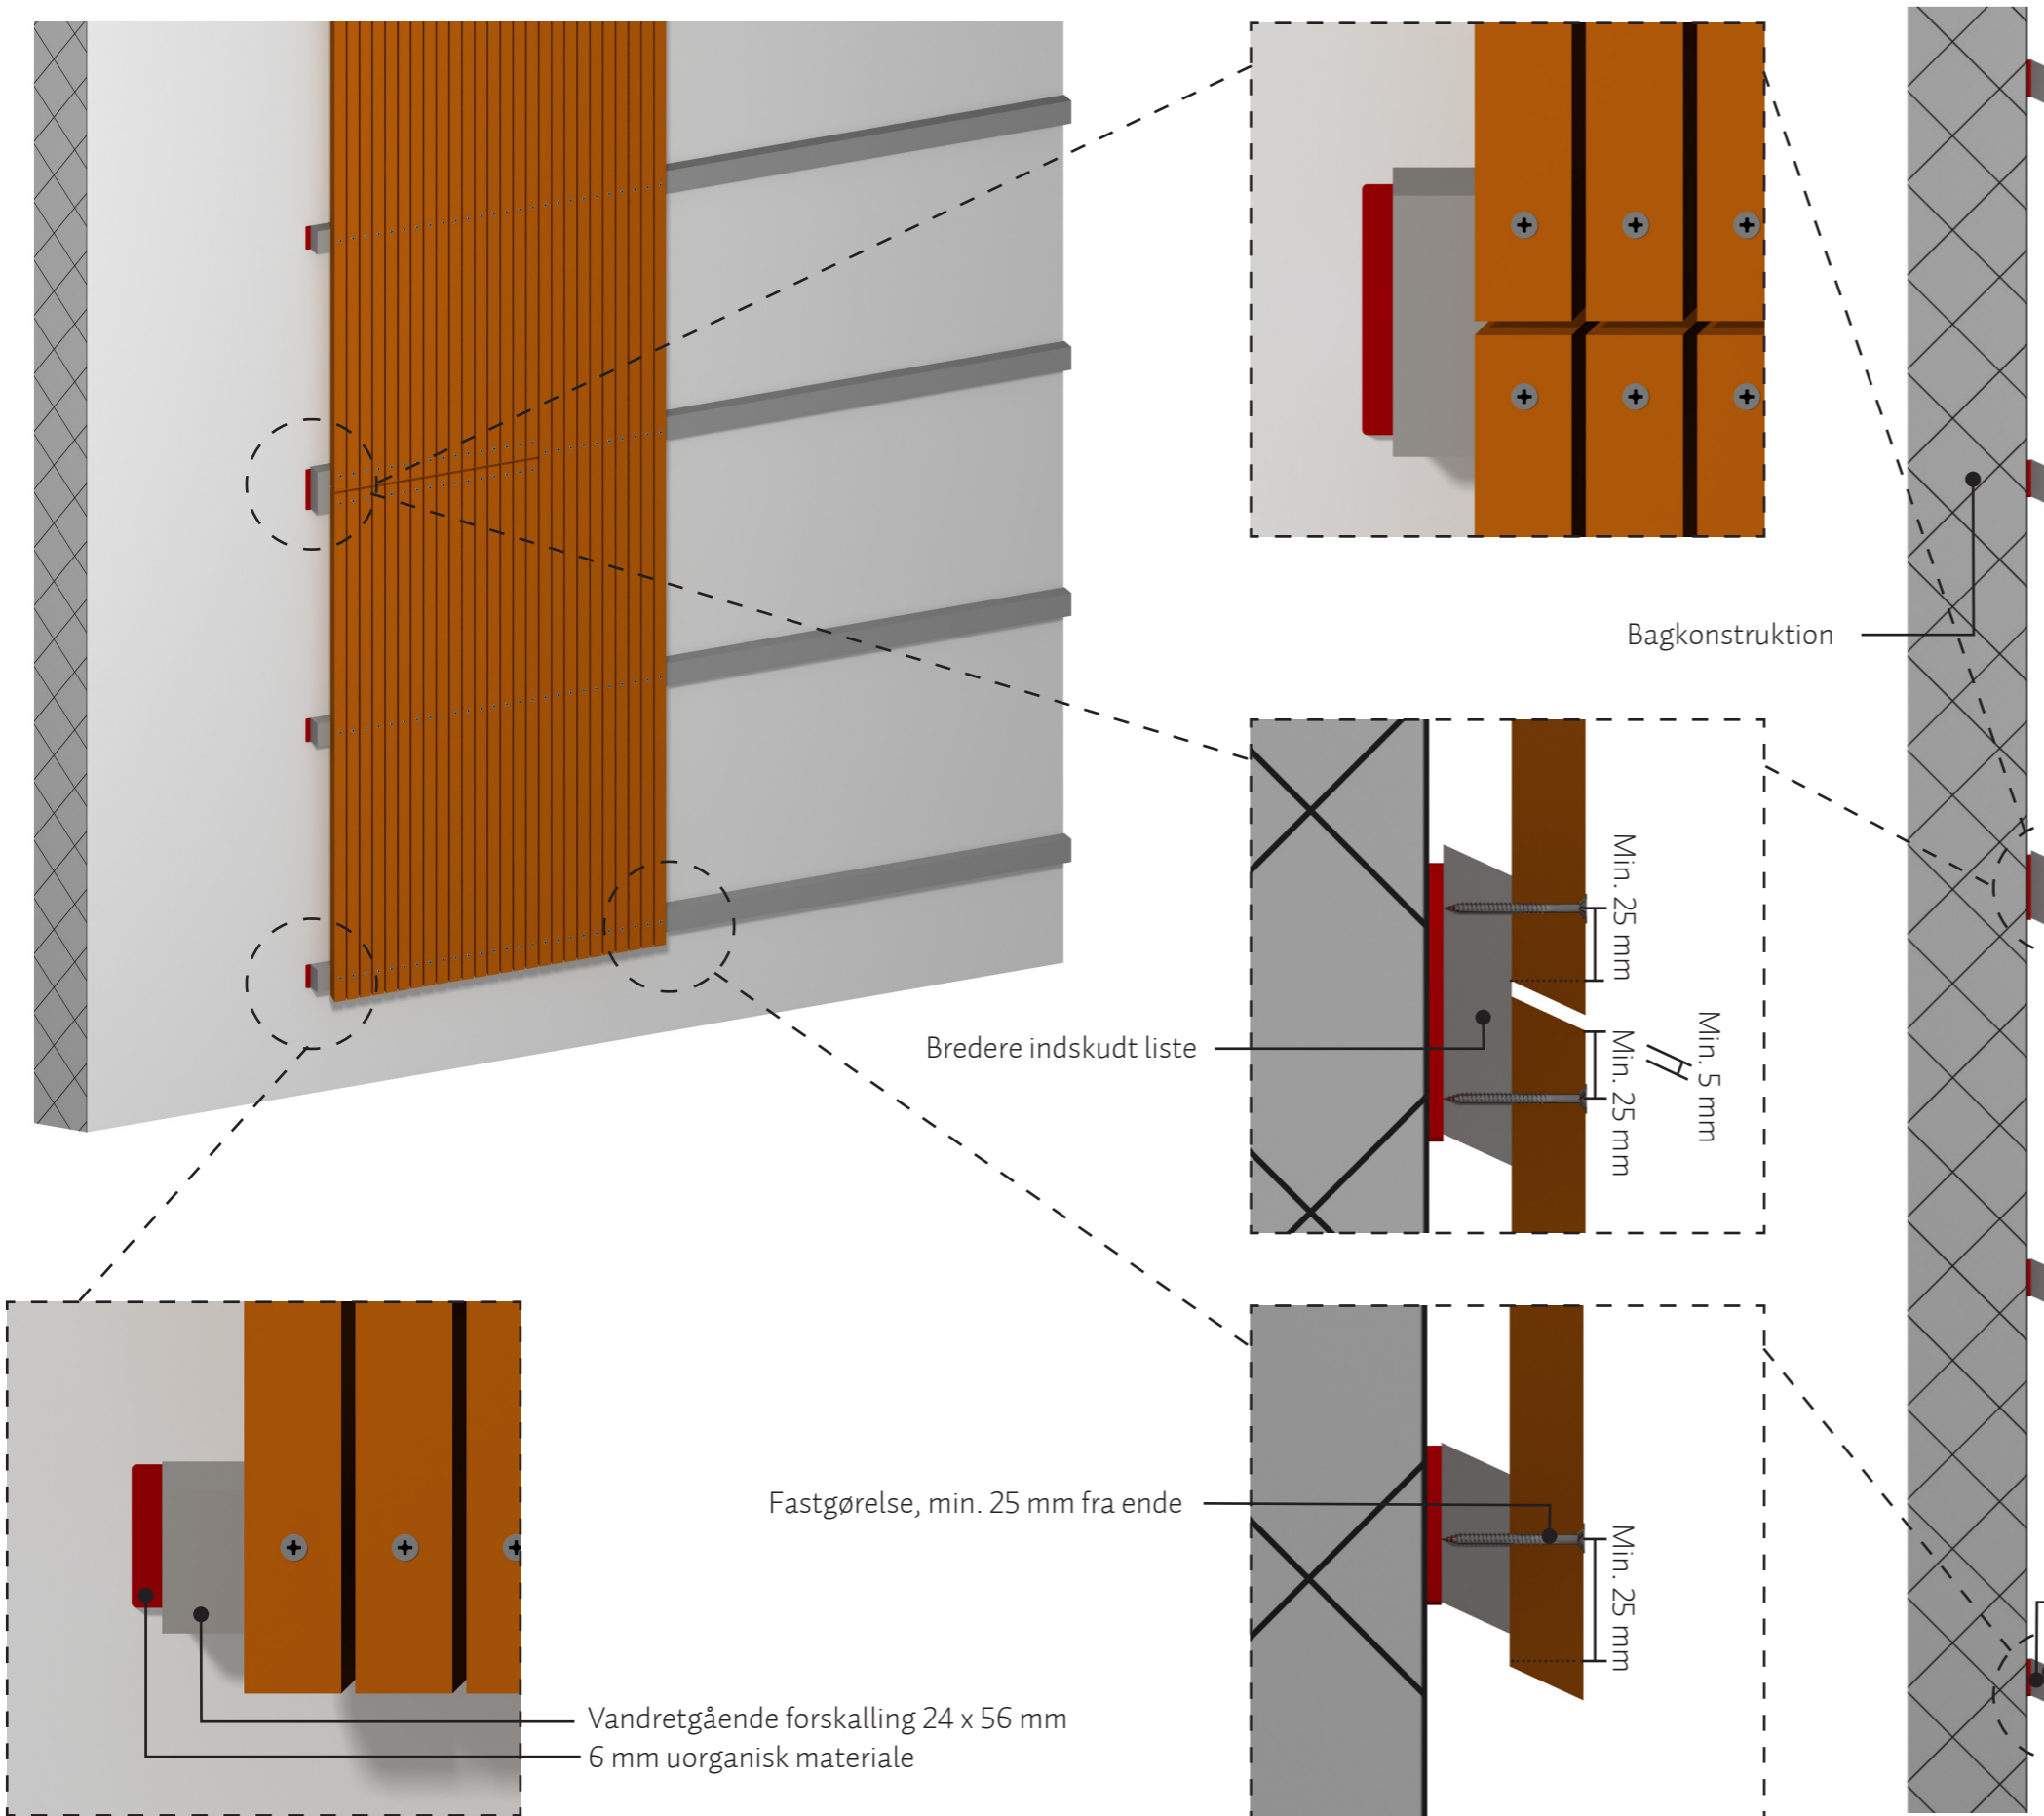 Bagkonstruktion
Min. 25 mm
Min. 5 mm
Min. 25 mm
Bredere indskudt liste
Fastgørelse, min. 25 mm fra ende
Min. 25 mm
Vandretgående forskalling 24 x 56 mm
6 mm uorganisk materiale